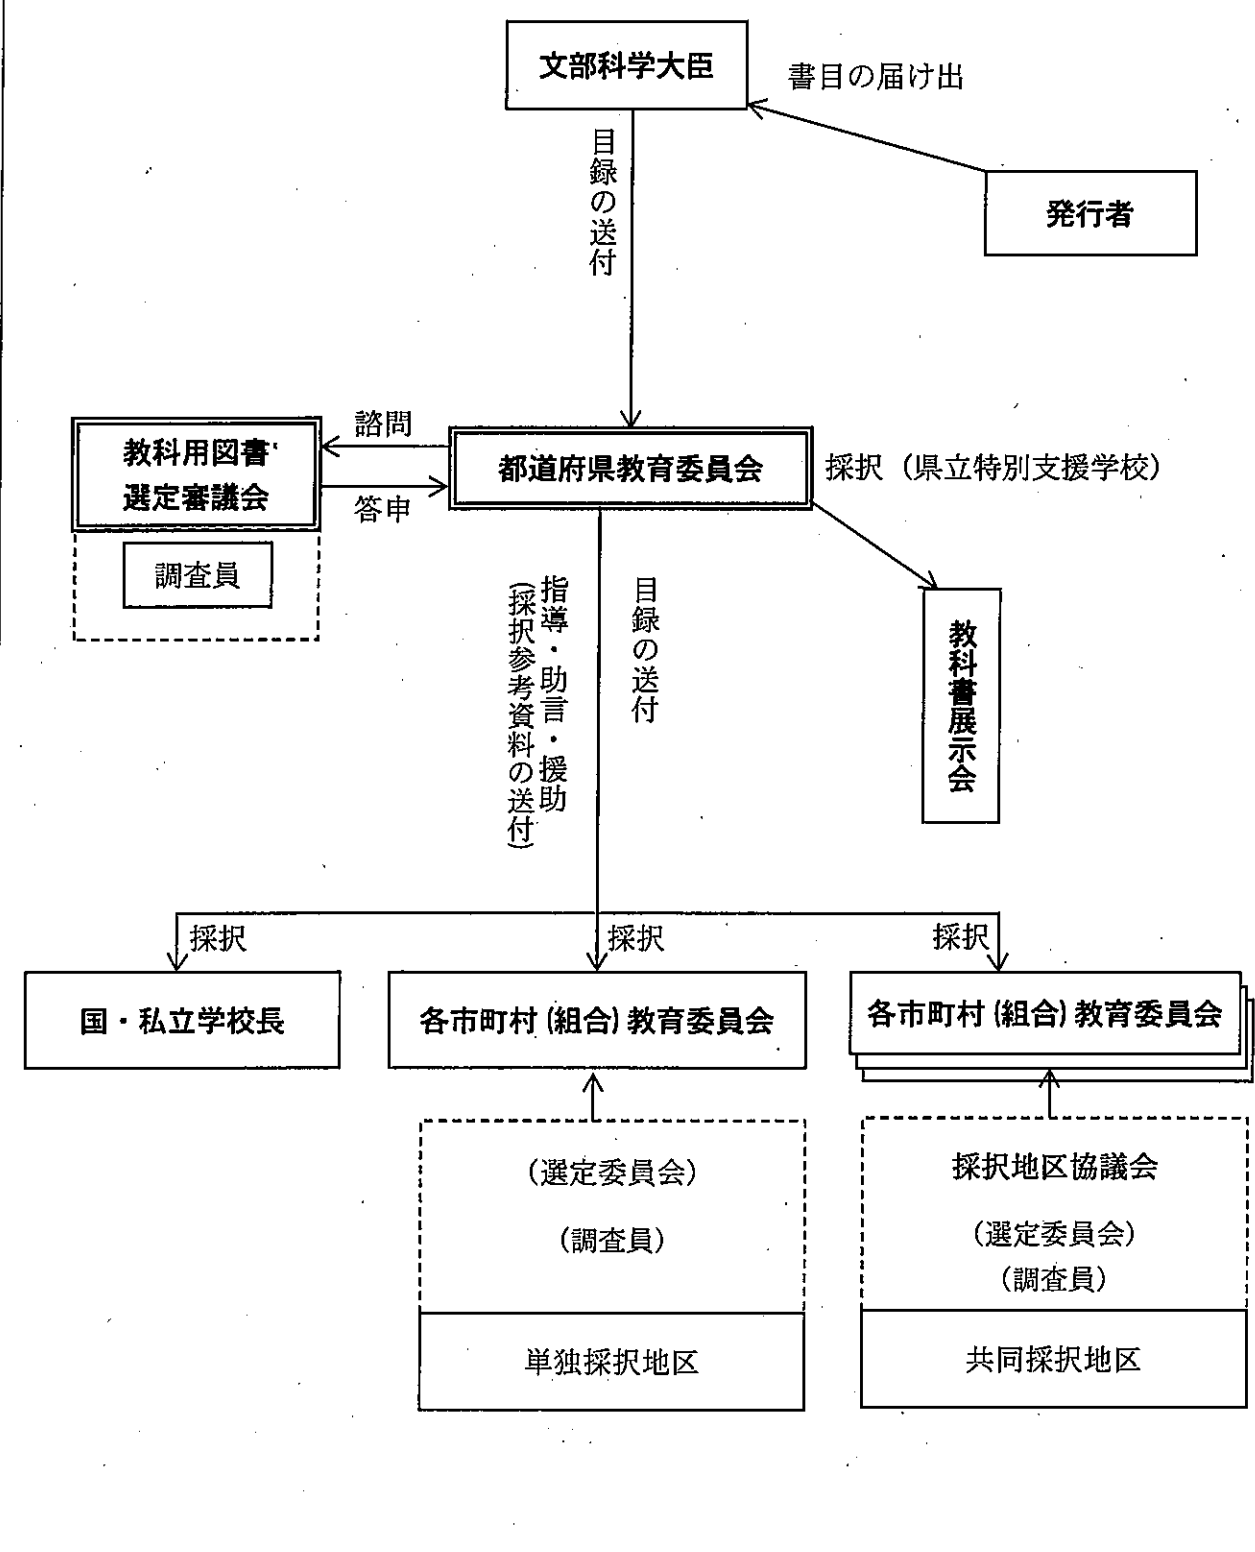 文部科学大臣
書目の届け出
発行者
目録の送付
教科用図書
選定審議会
調査員
諮問
答申
都道府県教育委員会
採択（県立特別支援学校）
教科書展示会
目録の送付
指導・助言・援助
（採択参考資料の送付）
採択
採択
採択
国・私立学校長
各市町村（組合）教育委員会
各市町村（組合）教育委員会
（選定委員会）
（調査員）
単独採択地区
採択地区協議会
（選定委員会）
（調査員）
共同採択地区